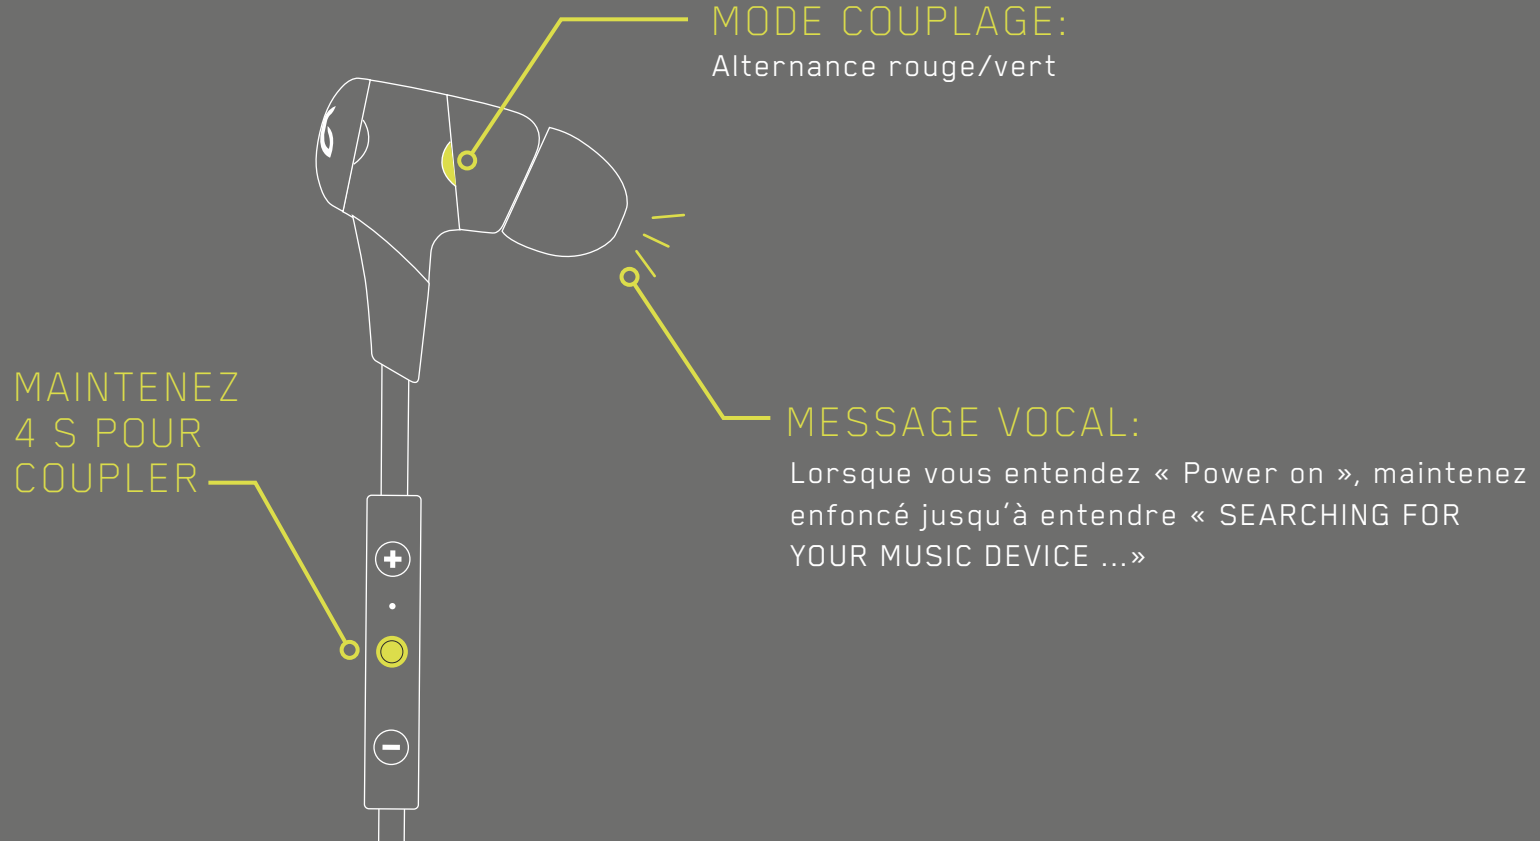 MODE COUPLAGE:
Alternance rouge/vert
MAINTENEZ
4 S POUR
COUPLER
MESSAGE VOCAL:
Lorsque vous entendez « Power on », maintenez
enfoncé jusqu’à entendre « SEARCHING FOR
YOUR MUSIC DEVICE ...»